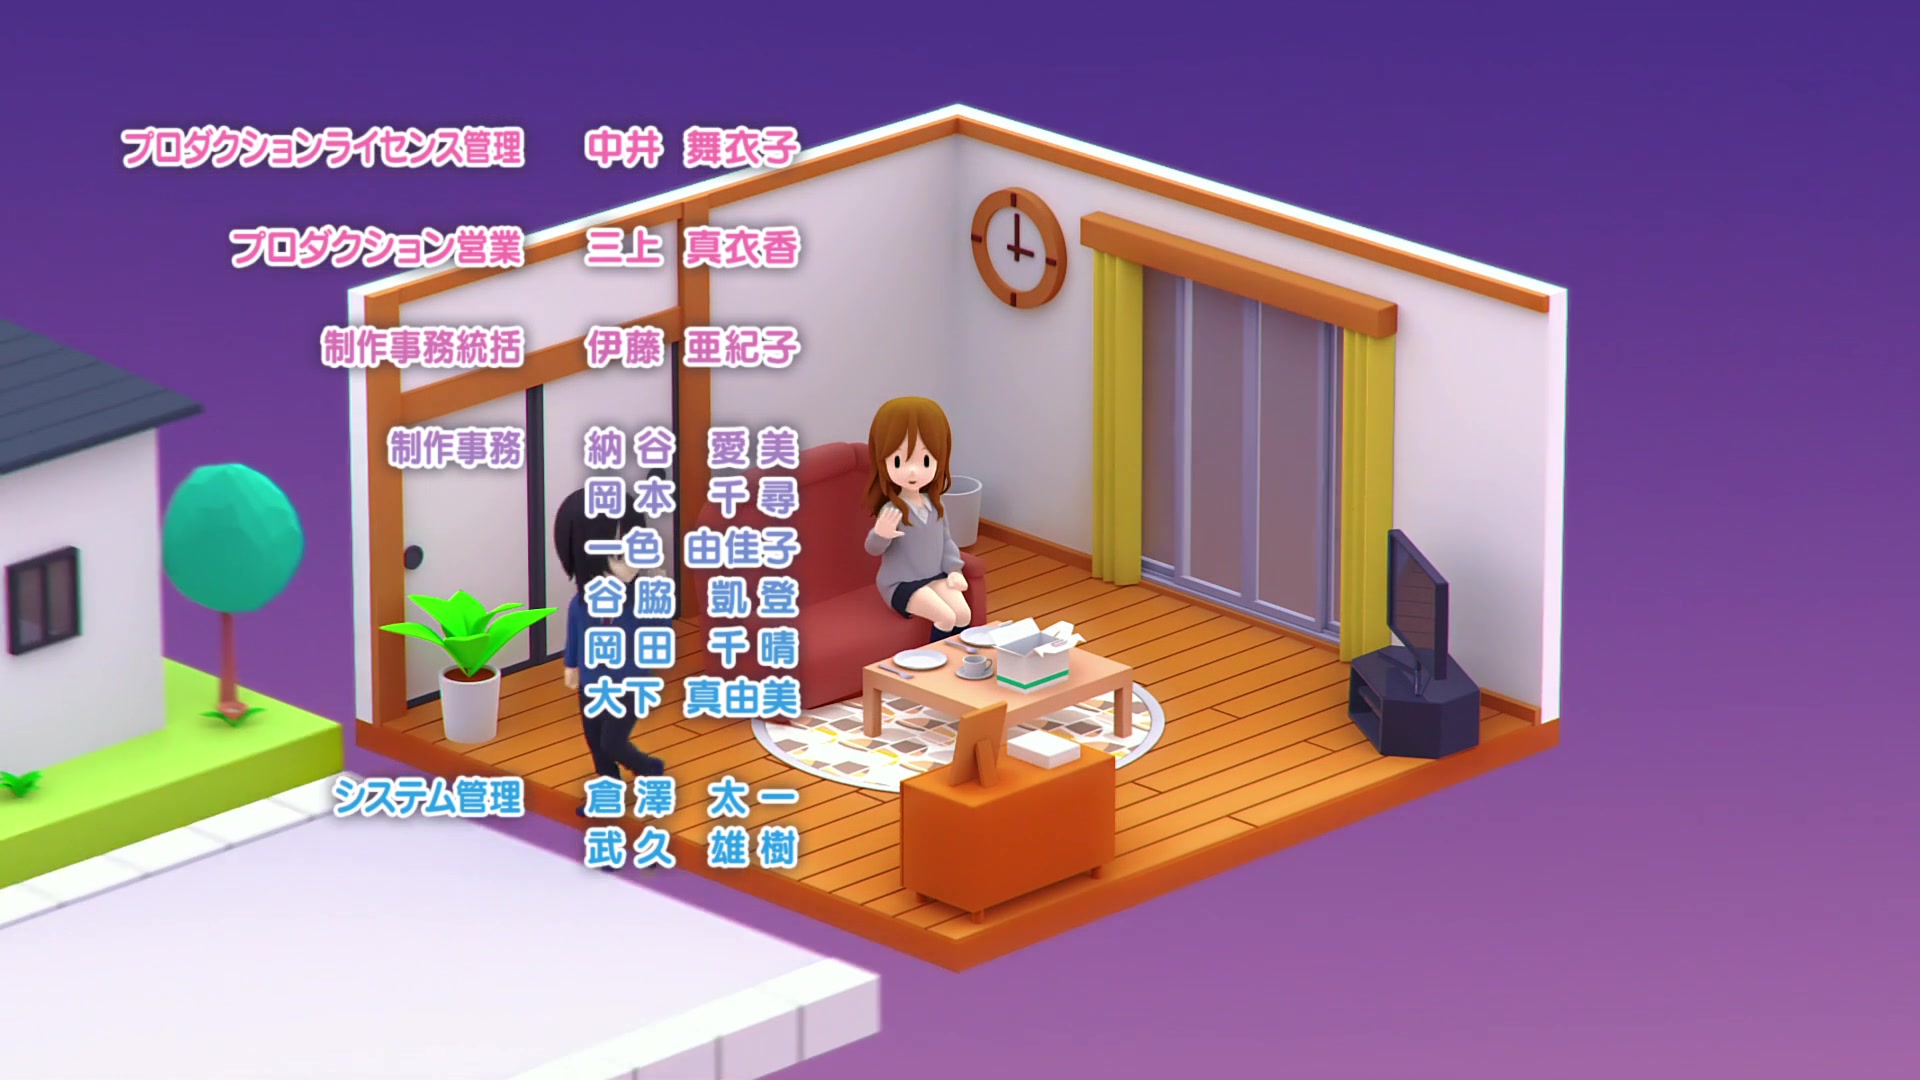 プロダクションライセンス管理 中井 舞衣子
プロダクション営業 三上 真衣香
制作事務統括 伊藤 亜紀子
制作事務 納谷 愛美
岡本 千尋
一色 由佳子
谷脇 凱登
岡田 千晴
大下 真由美
システム管理 倉澤 太一
武久 雄樹